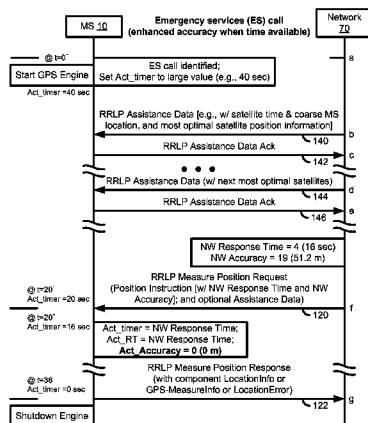 MS 10
Emergency services (ES) call
(enhanced accuracy when time available)
Network
70
@ t=0-
a
ES call identified;
Set Act_timer to large value (e.g., 40 sec)
Start GPS Engine
Act_timer =40 sec
RRLP Assistance Data [e.g., w/ satellite time & coarse MS
location, and most optimal satellite position information]
b
140
RRLP Assistance Data Ack
c
142
RRLP Assistance Data (w/ next most optimal satellites)
d
144
RRLP Assistance Data Ack
e
146
NW Response Time = 4 (16 sec)
NW Accuracy = 19 (51.2 m)
RRLP Measure Position Request
(Position Instruction [w/ NW Response Time and NW
Accuracy]; and optional Assistance Data)
@ t=20-
Act_timer = 20 sec
f
120
@ t=20+
Act_timer = 16 sec
Act_timer = NW Response Time;
Act_RT = NW Response Time;
Act_Accuracy = 0 (0 m)
RRLP Measure Position Response
(with component LocationInfo or
GPS-MeasureInfo or LocationError)
@ t=36
Act_timer =0 sec
g
122
Shutdown Engine